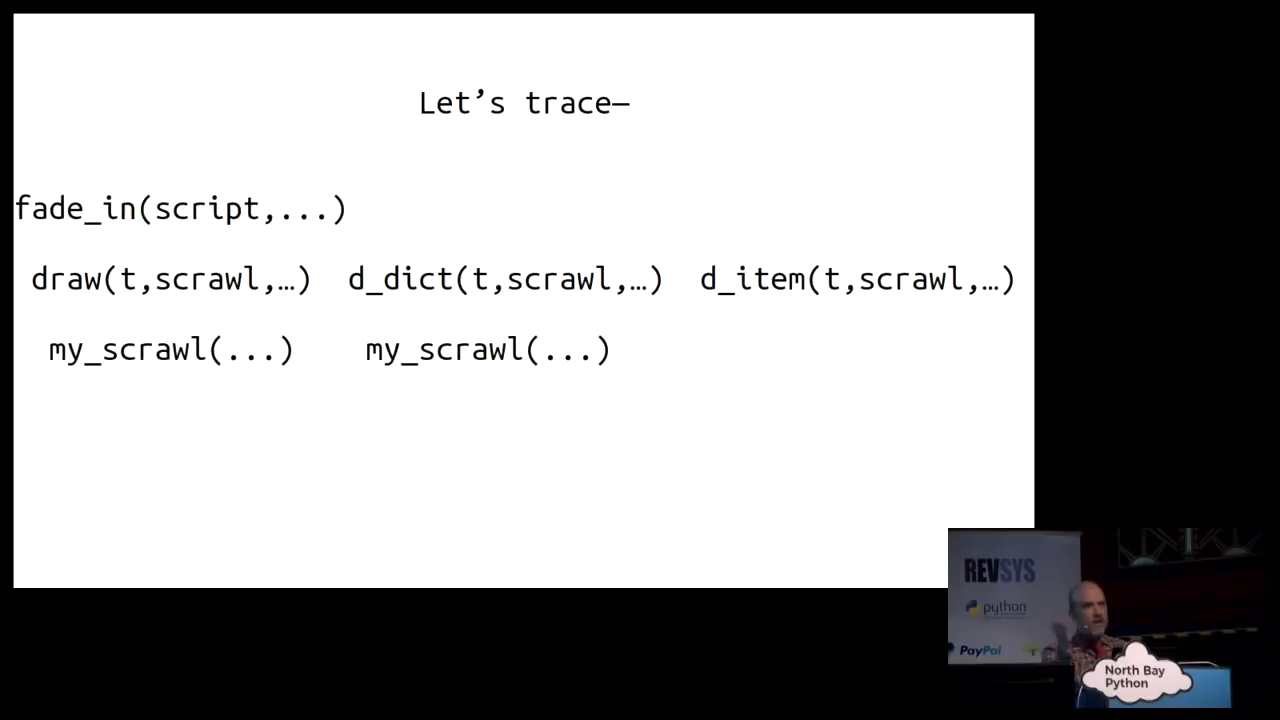 Let’s trace—
fade_in(script,...)
draw(t,scrawl,…) d_dict(t,scrawl,…) d_item(t,scrawl,…)
my_scrawl(...) my_scrawl(...)
REVSYS
python
PayPal
North Bay
Python